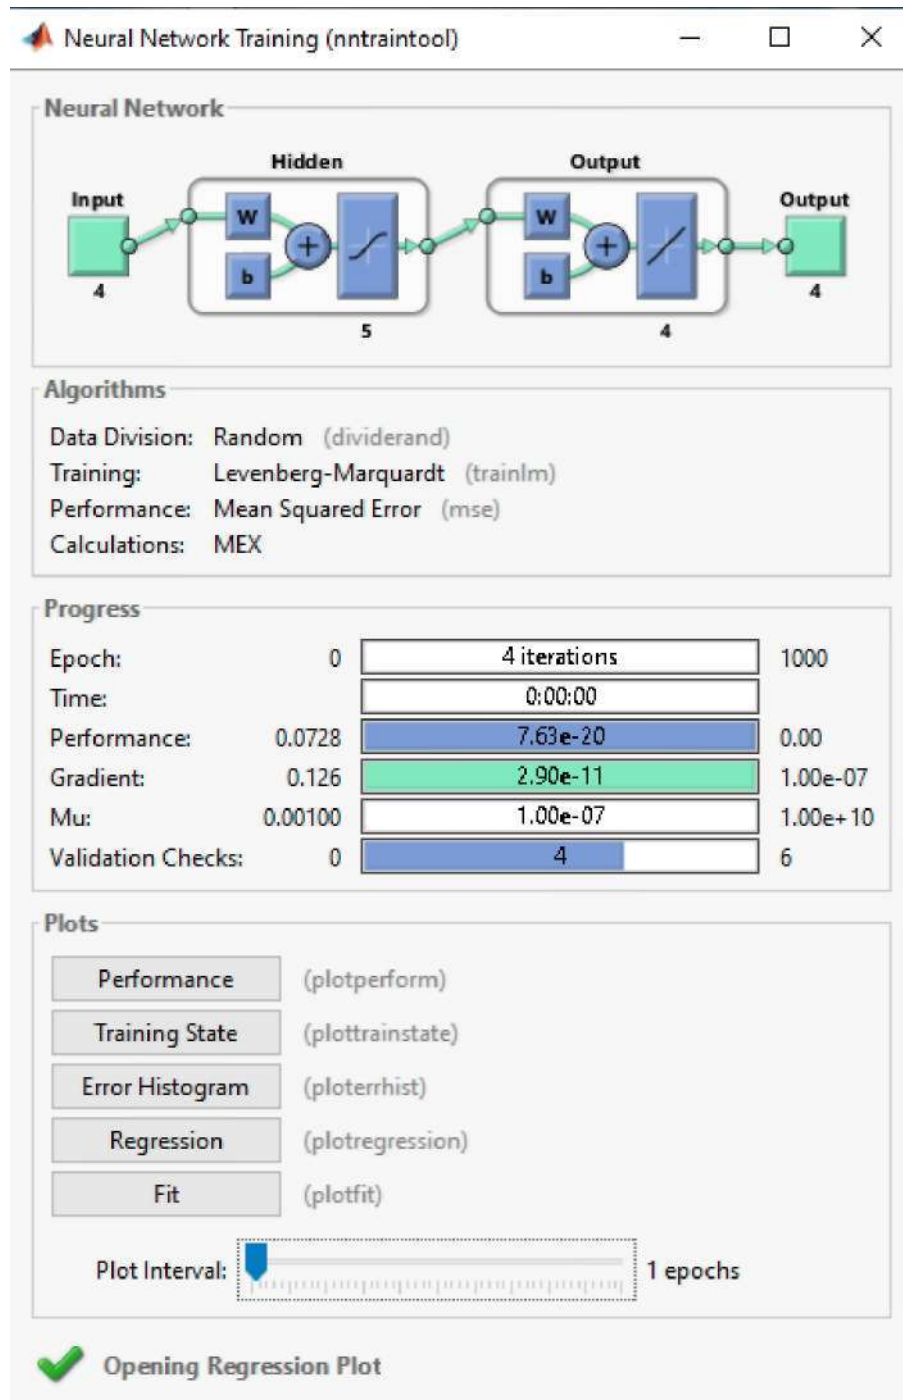 Neural Network Training (nntraintool)
Neural Network
Hidden Output
Input Output
W W
+ +
b b
4 4
5 4
Algorithms
Data Division: Random (dividerand)
Training: Levenberg-Marquardt (trainlm)
Performance: Mean Squared Error (mse)
Calculations: MEX
Progress
Epoch: 0 4 iterations 1000
Time: 0:00:00
Performance: 0.0728 7.63e-20 0.00
Gradient: 0.126 2.90e-11 1.00e-07
Mu: 0.00100 1.00e-07 1.00e+10
Validation Checks: 0 4 6
Plots
Performance (plotperform)
Training State (plottrainstate)
Error Histogram (ploterrhist)
Regression (plotregression)
Fit (plotfit)
Plot Interval: 1 epochs
Opening Regression Plot